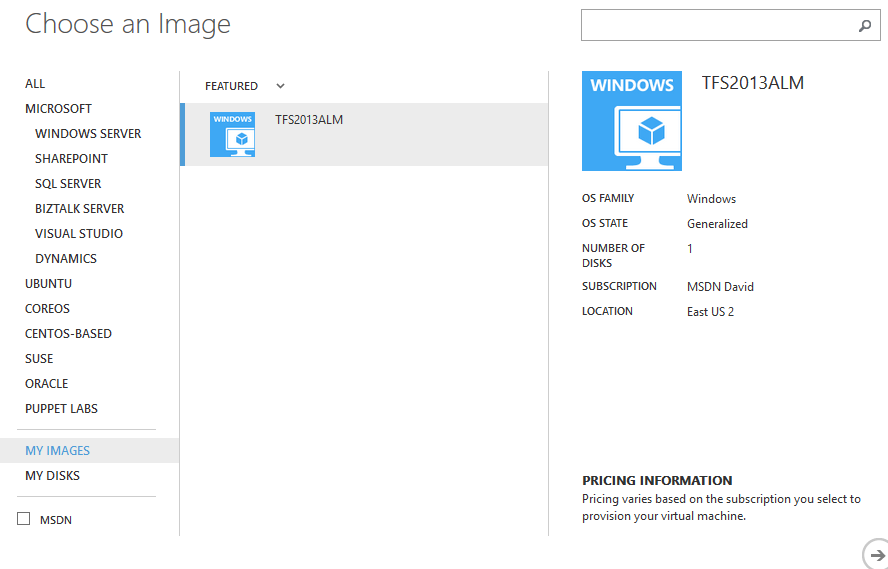 Choose an Image
ALL
MICROSOFT
WINDOWS SERVER
SHAREPOINT
SQL SERVER
BIZTALK SERVER
VISUAL STUDIO
DYNAMICS
UBUNTU
COREOS
CENTOS-BASED
SUSE
ORACLE
PUPPET LABS
MY IMAGES
MY DISKS
MSDN
FEATURED
WINDOWS
TFS2013ALM
WINDOWS
TFS2013ALM
OS FAMILY Windows
OS STATE Generalized
NUMBER OF 1
DISKS
SUBSCRIPTION MSDN David
LOCATION East US 2
PRICING INFORMATION
Pricing varies based on the subscription you select to
provision your virtual machine.